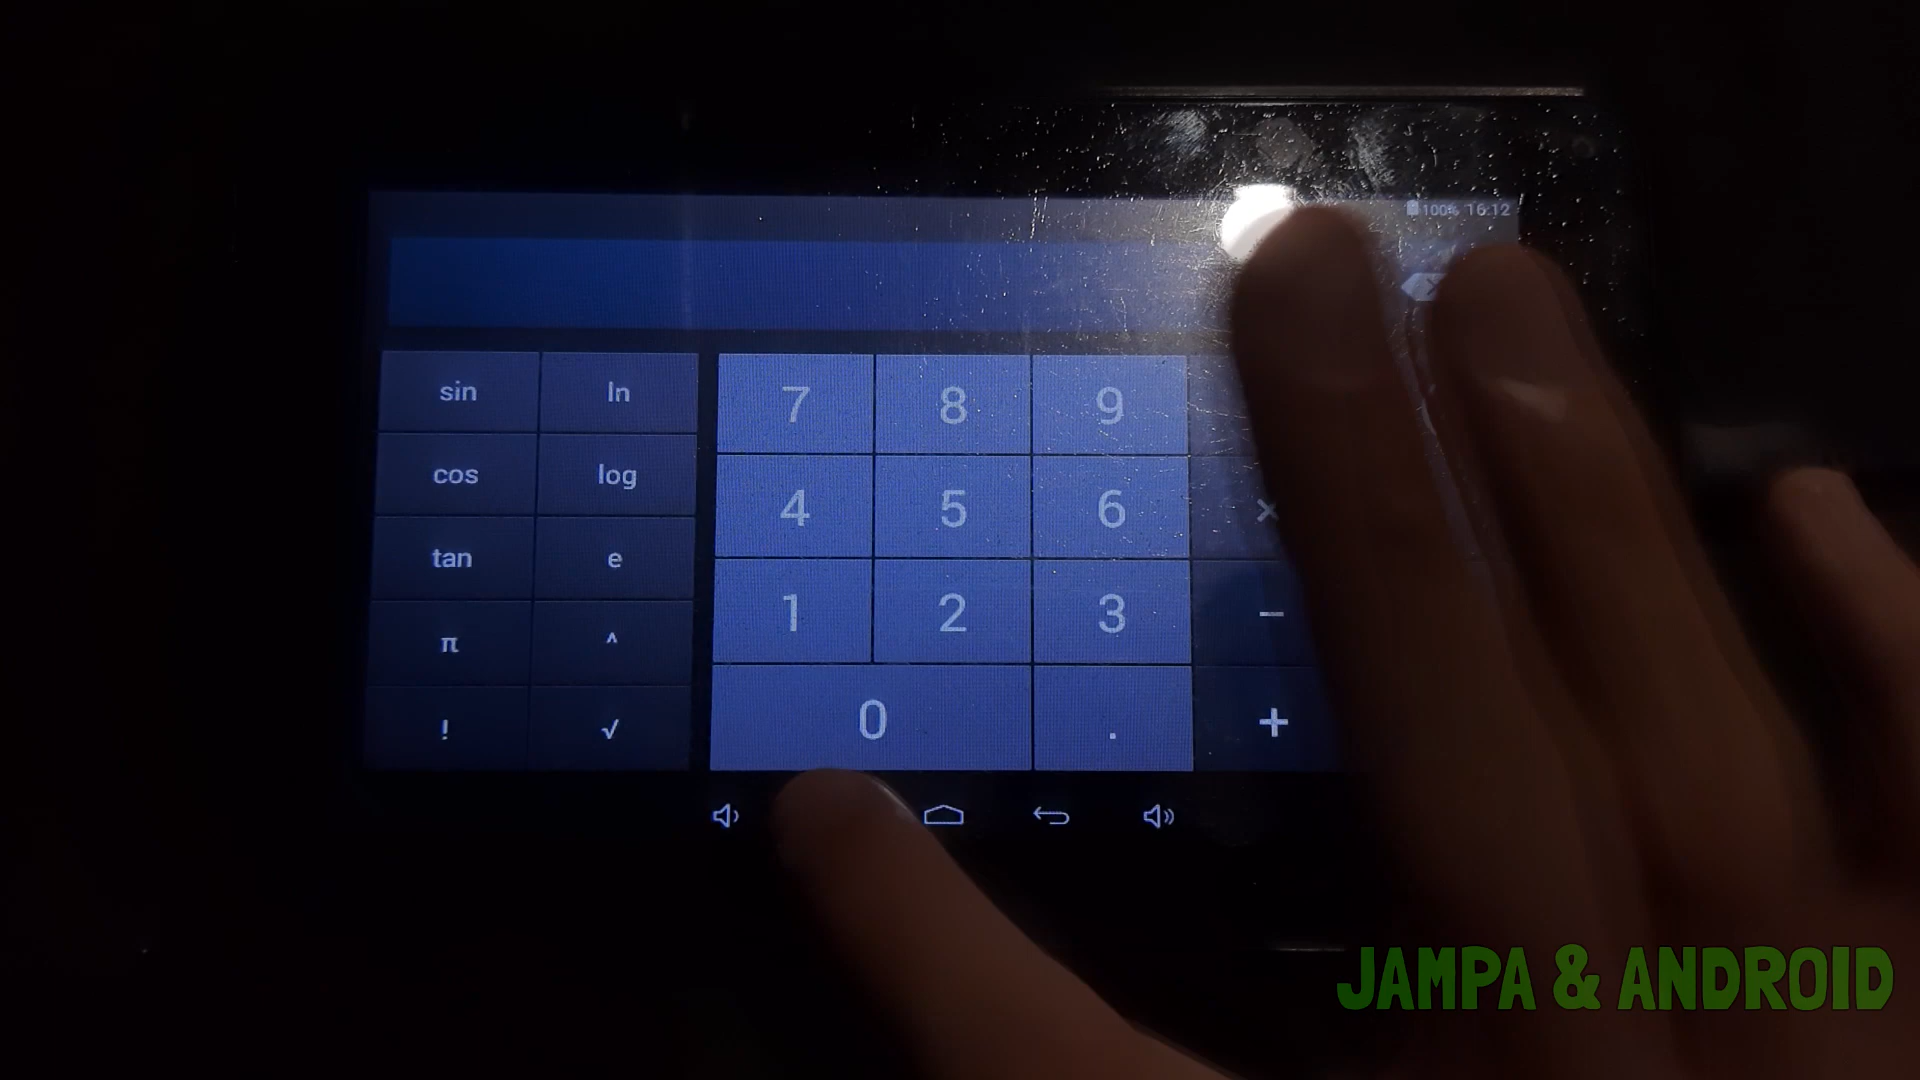 100% 16:12
sin ln 7 8 9
cos log 4 5 6 ×
tan e 1 2 3 −
π ^
! √ 0 . +
JAMPA & ANDROID